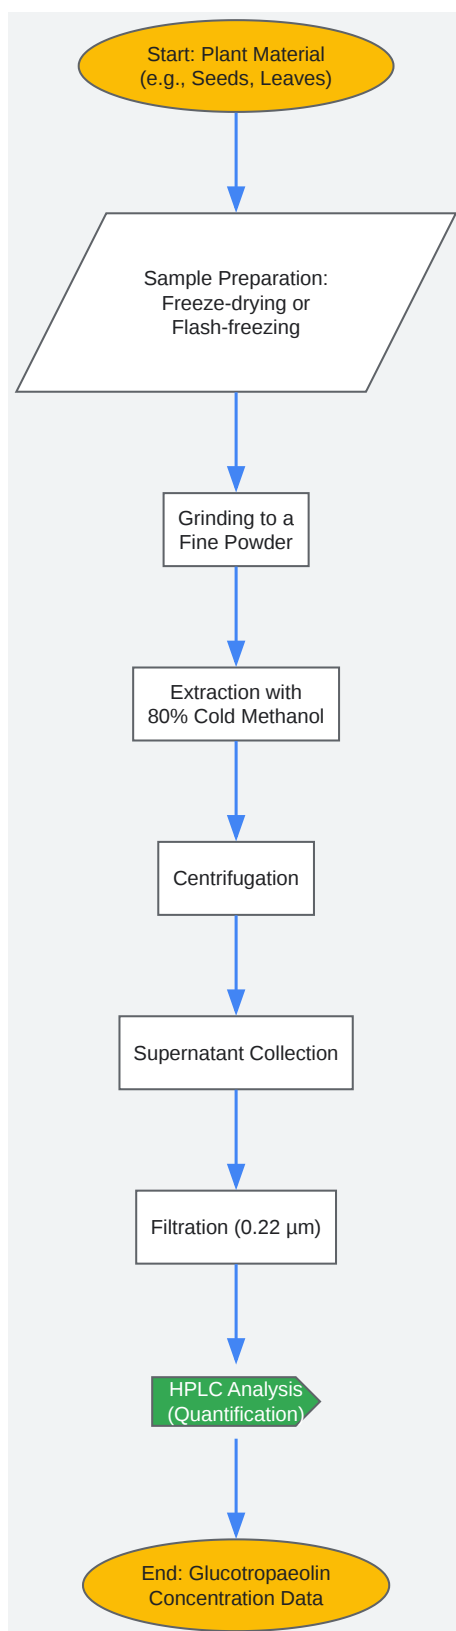 Start: Plant Material
(e.g., Seeds, Leaves)
Sample Preparation:
Freeze-drying or
Flash-freezing
Grinding to a
Fine Powder
Extraction with
80% Cold Methanol
Centrifugation
Supernatant Collection
Filtration (0.22 µm)
HPLC Analysis
(Quantification)
End: Glucotropaeolin
Concentration Data